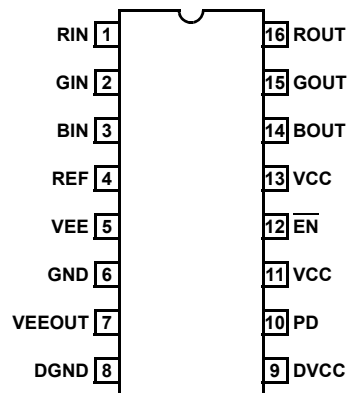 RIN 1 16 ROUT
GIN 2 15 GOUT
BIN 3 14 BOUT
REF 4 13 VCC
VEE 5 12 E̅N̅
GND 6 11 VCC
VEEOUT 7 10 PD
DGND 8 9 DVCC